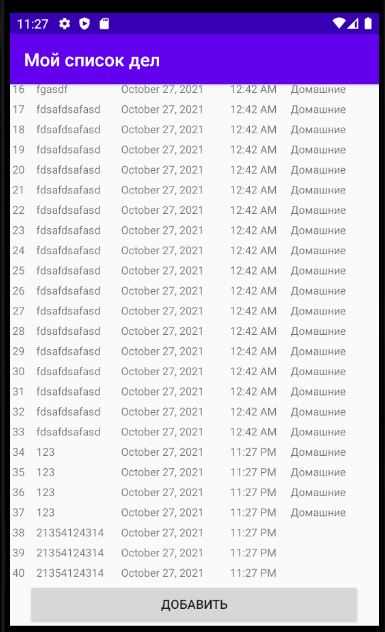 11:27
Мой список дел
16 fgasdf October 27, 2021 12:42 AM Домашние
17 fdsafdsafasd October 27, 2021 12:42 AM Домашние
18 fdsafdsafasd October 27, 2021 12:42 AM Домашние
19 fdsafdsafasd October 27, 2021 12:42 AM Домашние
20 fdsafdsafasd October 27, 2021 12:42 AM Домашние
21 fdsafdsafasd October 27, 2021 12:42 AM Домашние
22 fdsafdsafasd October 27, 2021 12:42 AM Домашние
23 fdsafdsafasd October 27, 2021 12:42 AM Домашние
24 fdsafdsafasd October 27, 2021 12:42 AM Домашние
25 fdsafdsafasd October 27, 2021 12:42 AM Домашние
26 fdsafdsafasd October 27, 2021 12:42 AM Домашние
27 fdsafdsafasd October 27, 2021 12:42 AM Домашние
28 fdsafdsafasd October 27, 2021 12:42 AM Домашние
29 fdsafdsafasd October 27, 2021 12:42 AM Домашние
30 fdsafdsafasd October 27, 2021 12:42 AM Домашние
31 fdsafdsafasd October 27, 2021 12:42 AM Домашние
32 fdsafdsafasd October 27, 2021 12:42 AM Домашние
33 fdsafdsafasd October 27, 2021 12:42 AM Домашние
34 123 October 27, 2021 11:27 PM Домашние
35 123 October 27, 2021 11:27 PM Домашние
36 123 October 27, 2021 11:27 PM Домашние
37 123 October 27, 2021 11:27 PM Домашние
38 21354124314 October 27, 2021 11:27 PM
39 21354124314 October 27, 2021 11:27 PM
40 21354124314 October 27, 2021 11:27 PM
ДОБАВИТЬ